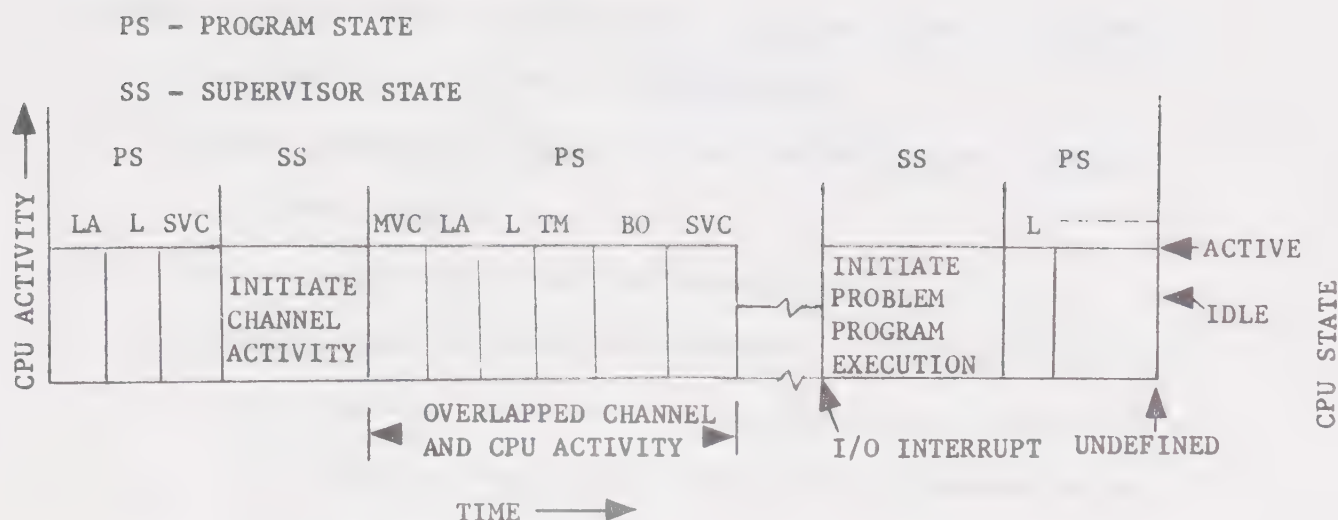 PS - PROGRAM STATE
SS - SUPERVISOR STATE
CPU ACTIVITY
PS SS PS SS PS
LA L SVC MVC LA L TM BO SVC L
ACTIVE
IDLE
CPU STATE
INITIATE
CHANNEL
ACTIVITY
INITIATE
PROBLEM
PROGRAM
EXECUTION
OVERLAPPED CHANNEL
AND CPU ACTIVITY
I/O INTERRUPT
UNDEFINED
TIME